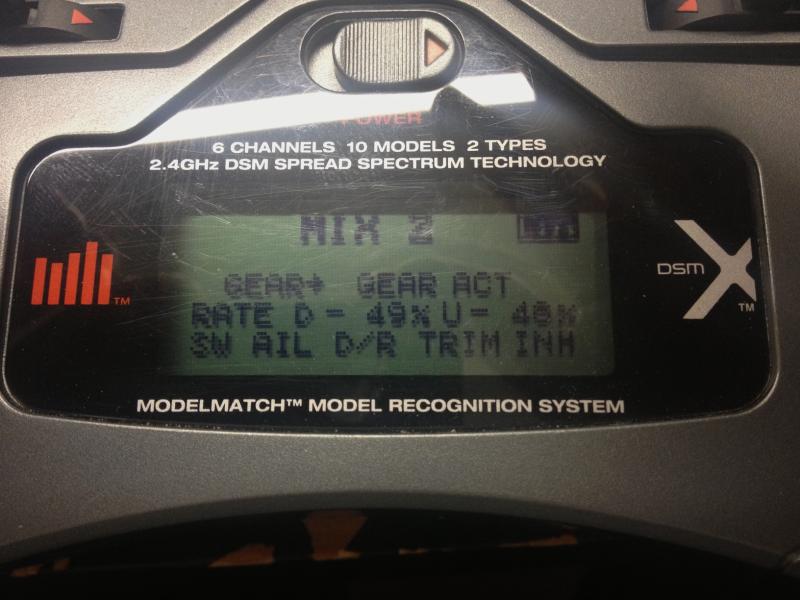 POWER
6 CHANNELS 10 MODELS 2 TYPES
2.4GHz DSM SPREAD SPECTRUM TECHNOLOGY
MIX 2
GEAR→ GEAR ACT
RATE D - 49% U - 48%
SW AIL D/R TRIM INH
TM
DSM X
TM
MODELMATCH™ MODEL RECOGNITION SYSTEM